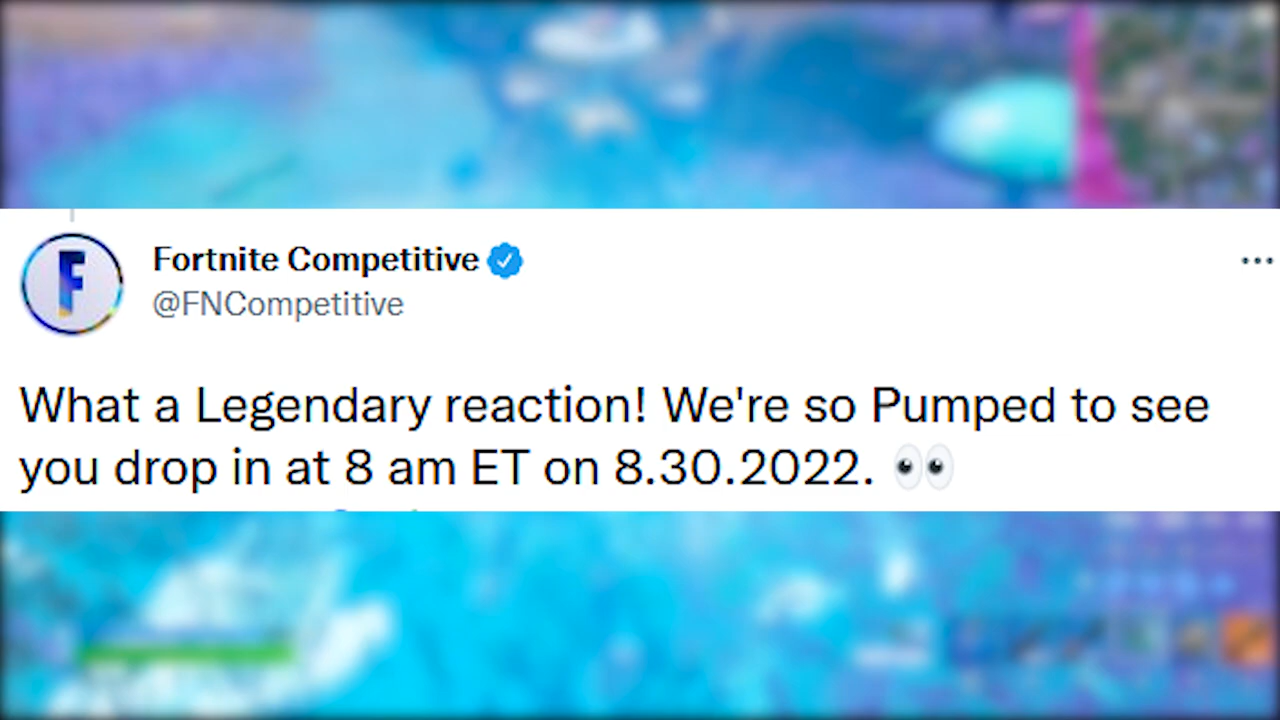 Fortnite Competitive
@FNCompetitive
What a Legendary reaction! We're so Pumped to see
you drop in at 8 am ET on 8.30.2022. 👀